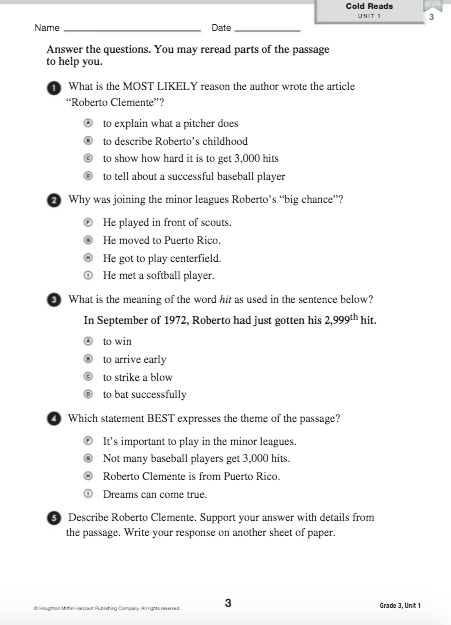 Cold Reads
UNIT 1
3
Name
Date
Answer the questions. You may reread parts of the passage
to help you.
1 What is the MOST LIKELY reason the author wrote the article
“Roberto Clemente”?
A to explain what a pitcher does
B to describe Roberto’s childhood
C to show how hard it is to get 3,000 hits
D to tell about a successful baseball player
2 Why was joining the minor leagues Roberto’s “big chance”?
F He played in front of scouts.
G He moved to Puerto Rico.
H He got to play centerfield.
I He met a softball player.
3 What is the meaning of the word hit as used in the sentence below?
In September of 1972, Roberto had just gotten his 2,999th hit.
A to win
B to arrive early
C to strike a blow
D to bat successfully
4 Which statement BEST expresses the theme of the passage?
F It’s important to play in the minor leagues.
G Not many baseball players get 3,000 hits.
H Roberto Clemente is from Puerto Rico.
I Dreams can come true.
5 Describe Roberto Clemente. Support your answer with details from
the passage. Write your response on another sheet of paper.
© Houghton Mifflin Harcourt Publishing Company. All rights reserved.
3
Grade 3, Unit 1